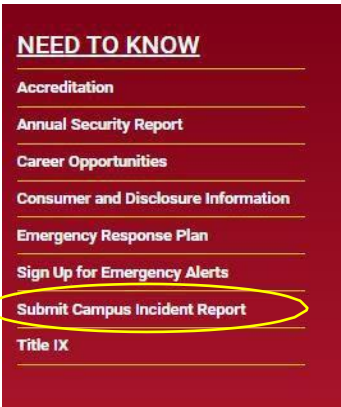 NEED TO KNOW
Accreditation
Annual Security Report
Career Opportunities
Consumer and Disclosure Information
Emergency Response Plan
Sign Up for Emergency Alerts
Submit Campus Incident Report
Title IX